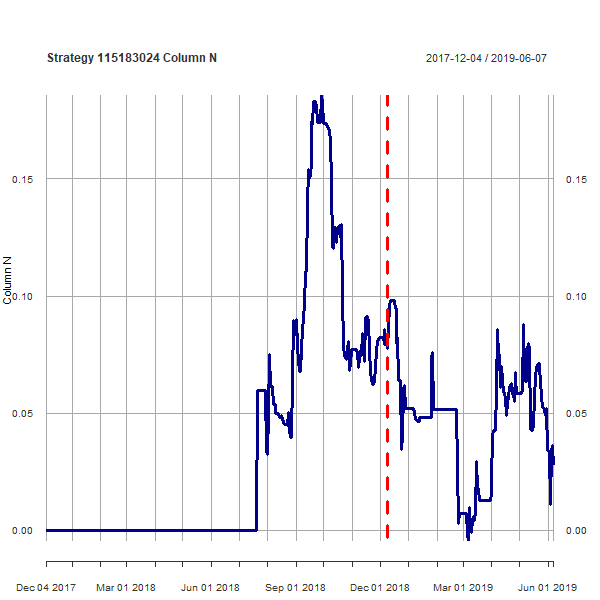 Strategy 115183024 Column N
2017-12-04 / 2019-06-07
Column N
0.15
0.15
0.10
0.10
0.05
0.05
0.00
0.00
Dec 04 2017
Mar 01 2018
Jun 01 2018
Sep 01 2018
Dec 01 2018
Mar 01 2019
Jun 01 2019